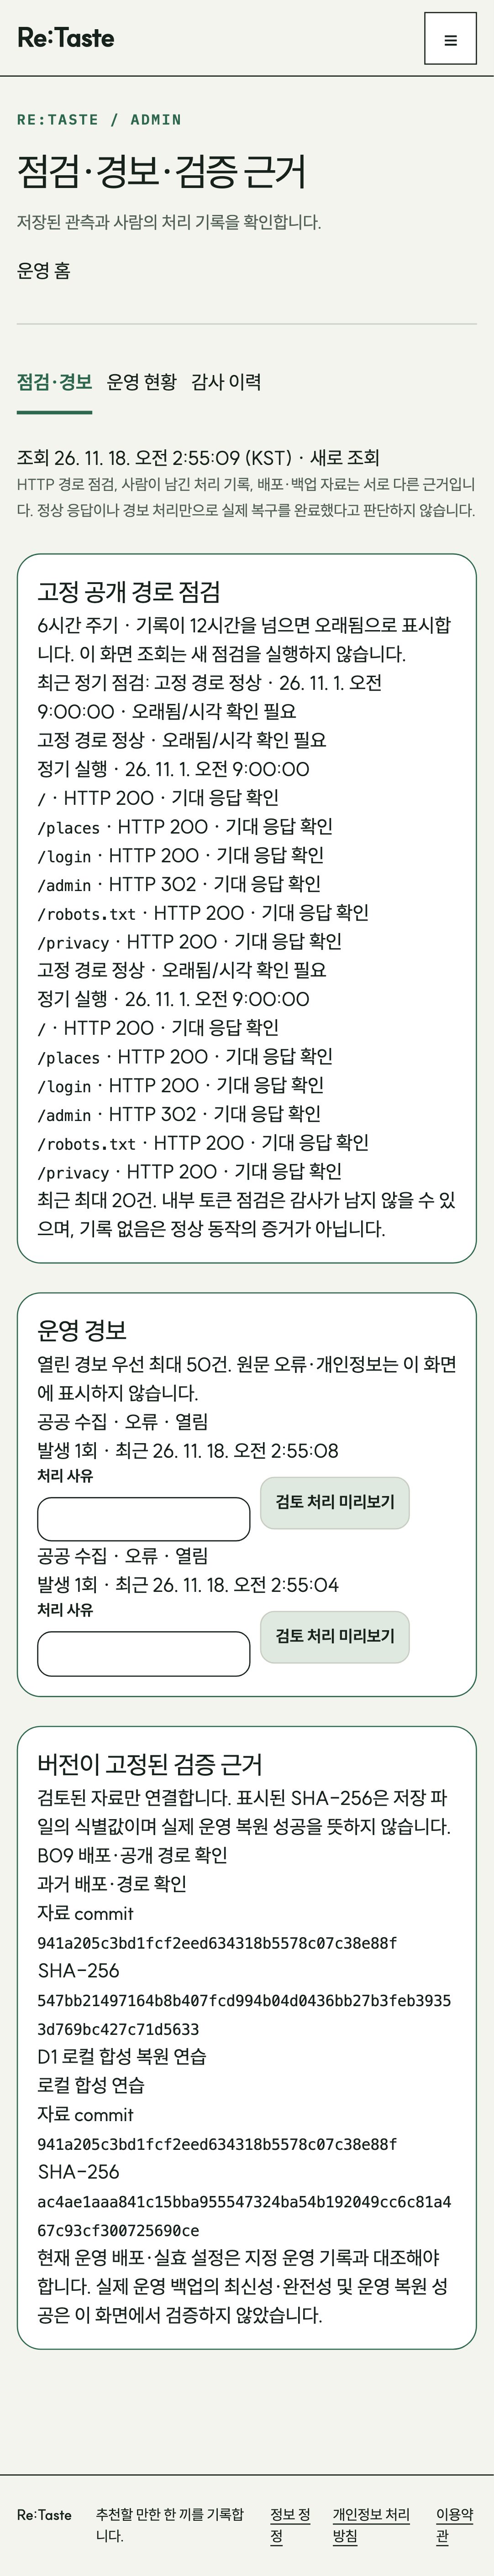 Re:Taste
≡
RE:TASTE / ADMIN
점검·경보·검증 근거
저장된 관측과 사람의 처리 기록을 확인합니다.
운영 홈
점검·경보 운영 현황 감사 이력
조회 26. 11. 18. 오전 2:55:09 (KST) · 새로 조회
HTTP 경로 점검, 사람이 남긴 처리 기록, 배포·백업 자료는 서로 다른 근거입니
다. 정상 응답이나 경보 처리만으로 실제 복구를 완료했다고 판단하지 않습니다.
고정 공개 경로 점검
6시간 주기 · 기록이 12시간을 넘으면 오래됨으로 표시합
니다. 이 화면 조회는 새 점검을 실행하지 않습니다.
최근 정기 점검: 고정 경로 정상 · 26. 11. 1. 오전
9:00:00 · 오래됨/시각 확인 필요
고정 경로 정상 · 오래됨/시각 확인 필요
정기 실행 · 26. 11. 1. 오전 9:00:00
/ · HTTP 200 · 기대 응답 확인
/places · HTTP 200 · 기대 응답 확인
/login · HTTP 200 · 기대 응답 확인
/admin · HTTP 302 · 기대 응답 확인
/robots.txt · HTTP 200 · 기대 응답 확인
/privacy · HTTP 200 · 기대 응답 확인
고정 경로 정상 · 오래됨/시각 확인 필요
정기 실행 · 26. 11. 1. 오전 9:00:00
/ · HTTP 200 · 기대 응답 확인
/places · HTTP 200 · 기대 응답 확인
/login · HTTP 200 · 기대 응답 확인
/admin · HTTP 302 · 기대 응답 확인
/robots.txt · HTTP 200 · 기대 응답 확인
/privacy · HTTP 200 · 기대 응답 확인
최근 최대 20건. 내부 토큰 점검은 감사가 남지 않을 수 있
으며, 기록 없음은 정상 동작의 증거가 아닙니다.
운영 경보
열린 경보 우선 최대 50건. 원문 오류·개인정보는 이 화면
에 표시하지 않습니다.
공공 수집 · 오류 · 열림
발생 1회 · 최근 26. 11. 18. 오전 2:55:08
처리 사유
검토 처리 미리보기
공공 수집 · 오류 · 열림
발생 1회 · 최근 26. 11. 18. 오전 2:55:04
처리 사유
검토 처리 미리보기
버전이 고정된 검증 근거
검토된 자료만 연결합니다. 표시된 SHA-256은 저장 파
일의 식별값이며 실제 운영 복원 성공을 뜻하지 않습니다.
B09 배포·공개 경로 확인
과거 배포·경로 확인
자료 commit
941a205c3bd1fcf2eed634318b5578c07c38e88f
SHA-256
547bb21497164b8b407fcd994b04d0436bb27b3feb3935
3d769bc427c71d5633
D1 로컬 합성 복원 연습
로컬 합성 연습
자료 commit
941a205c3bd1fcf2eed634318b5578c07c38e88f
SHA-256
ac4ae1aaa841c15bba955547324ba54b192049cc6c81a4
67c93cf300725690ce
현재 운영 배포·실효 설정은 지정 운영 기록과 대조해야
합니다. 실제 운영 백업의 최신성·완전성 및 운영 복원 성
공은 이 화면에서 검증하지 않았습니다.
Re:Taste
추천할 만한 한 끼를 기록합
니다.
정보 정
정
개인정보 처리
방침
이용약
관